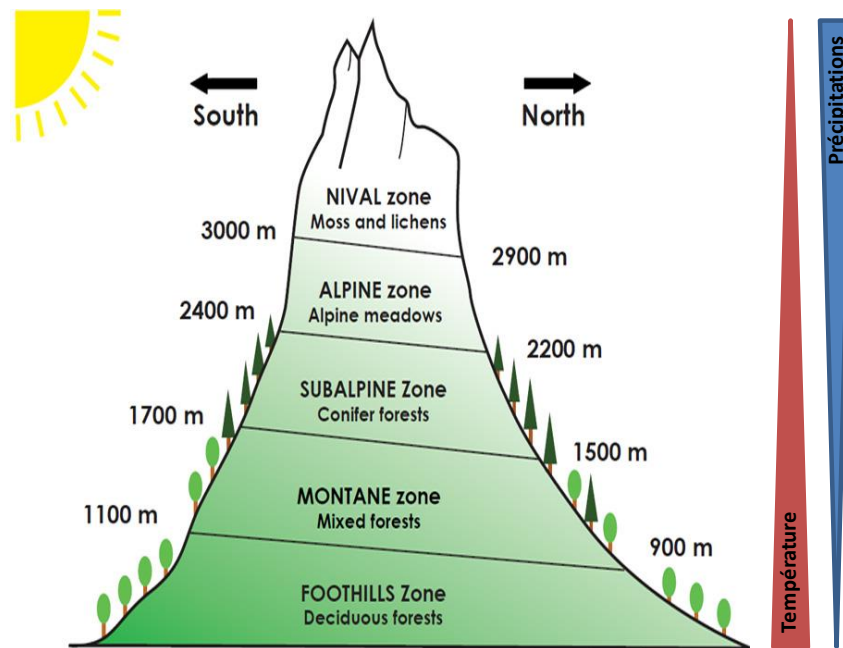 South
North
NIVAL zone
Moss and lichens
3000 m
2900 m
ALPINE zone
Alpine meadows
2400 m
2200 m
SUBALPINE Zone
Conifer forests
1700 m
1500 m
MONTANE zone
Mixed forests
1100 m
900 m
FOOTHILLS Zone
Deciduous forests
Température
Précipitations